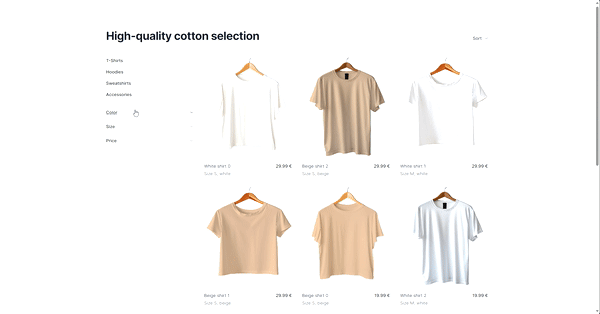 High-quality cotton selection
Sort
T-Shirts
Hoodies
Sweatshirts
Accessories
Color
Size
Price
White shirt 0 29.99 €
Size S, white
Beige shirt 2 29.99 €
Size S, beige
White shirt 1 29.99 €
Size M, white
Beige shirt 1 29.99 €
Size S, beige
Beige shirt 0 19.99 €
Size S, beige
White shirt 2 19.99 €
Size M, white